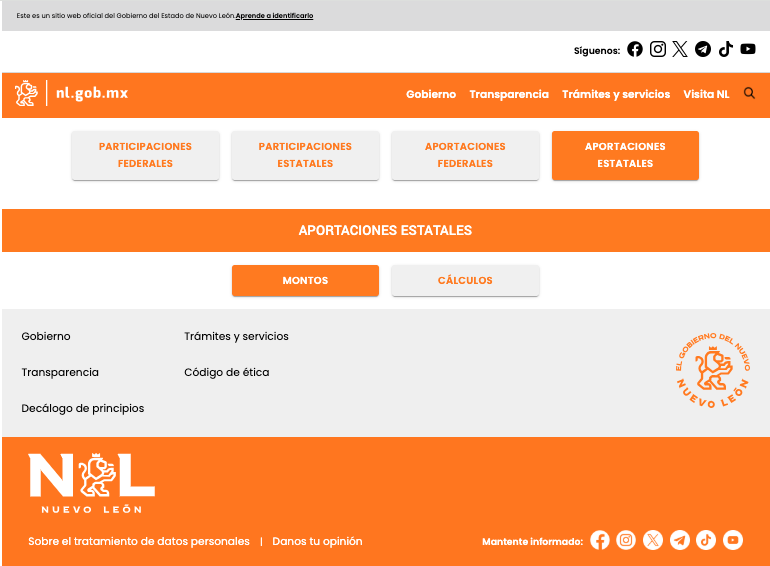 Este es un sitio web oficial del Gobierno del Estado de Nuevo León.Aprende a identificarlo
Síguenos:
nl.gob.mx
Gobierno Transparencia Trámites y servicios Visita NL
PARTICIPACIONES FEDERALES
PARTICIPACIONES ESTATALES
APORTACIONES FEDERALES
APORTACIONES ESTATALES
APORTACIONES ESTATALES
MONTOS
CÁLCULOS
Gobierno
Trámites y servicios
Transparencia
Código de ética
Decálogo de principios
EL GOBIERNO DEL NUEVO
NUEVO LEÓN
NL
NUEVO LEÓN
Sobre el tratamiento de datos personales | Danos tu opinión
Mantente informado: